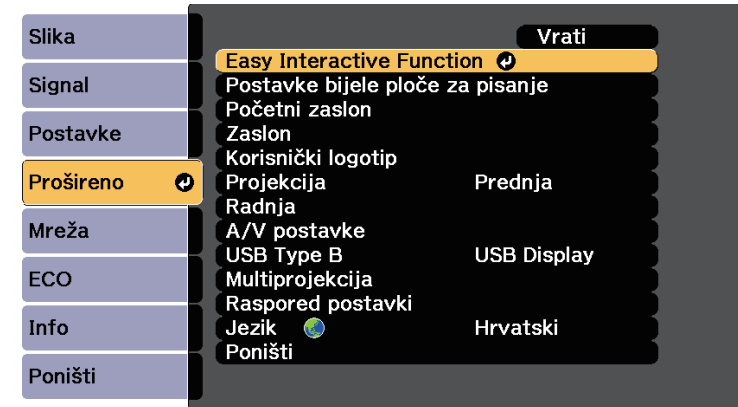 Slika
Signal
Postavke
Prošireno
Mreža
ECO
Info
Poništi
Vrati
Easy Interactive Function
Postavke bijele ploče za pisanje
Početni zaslon
Zaslon
Korisnički logotip
Projekcija Prednja
Radnja
A/V postavke
USB Type B USB Display
Multiprojekcija
Raspored postavki
Jezik Hrvatski
Poništi